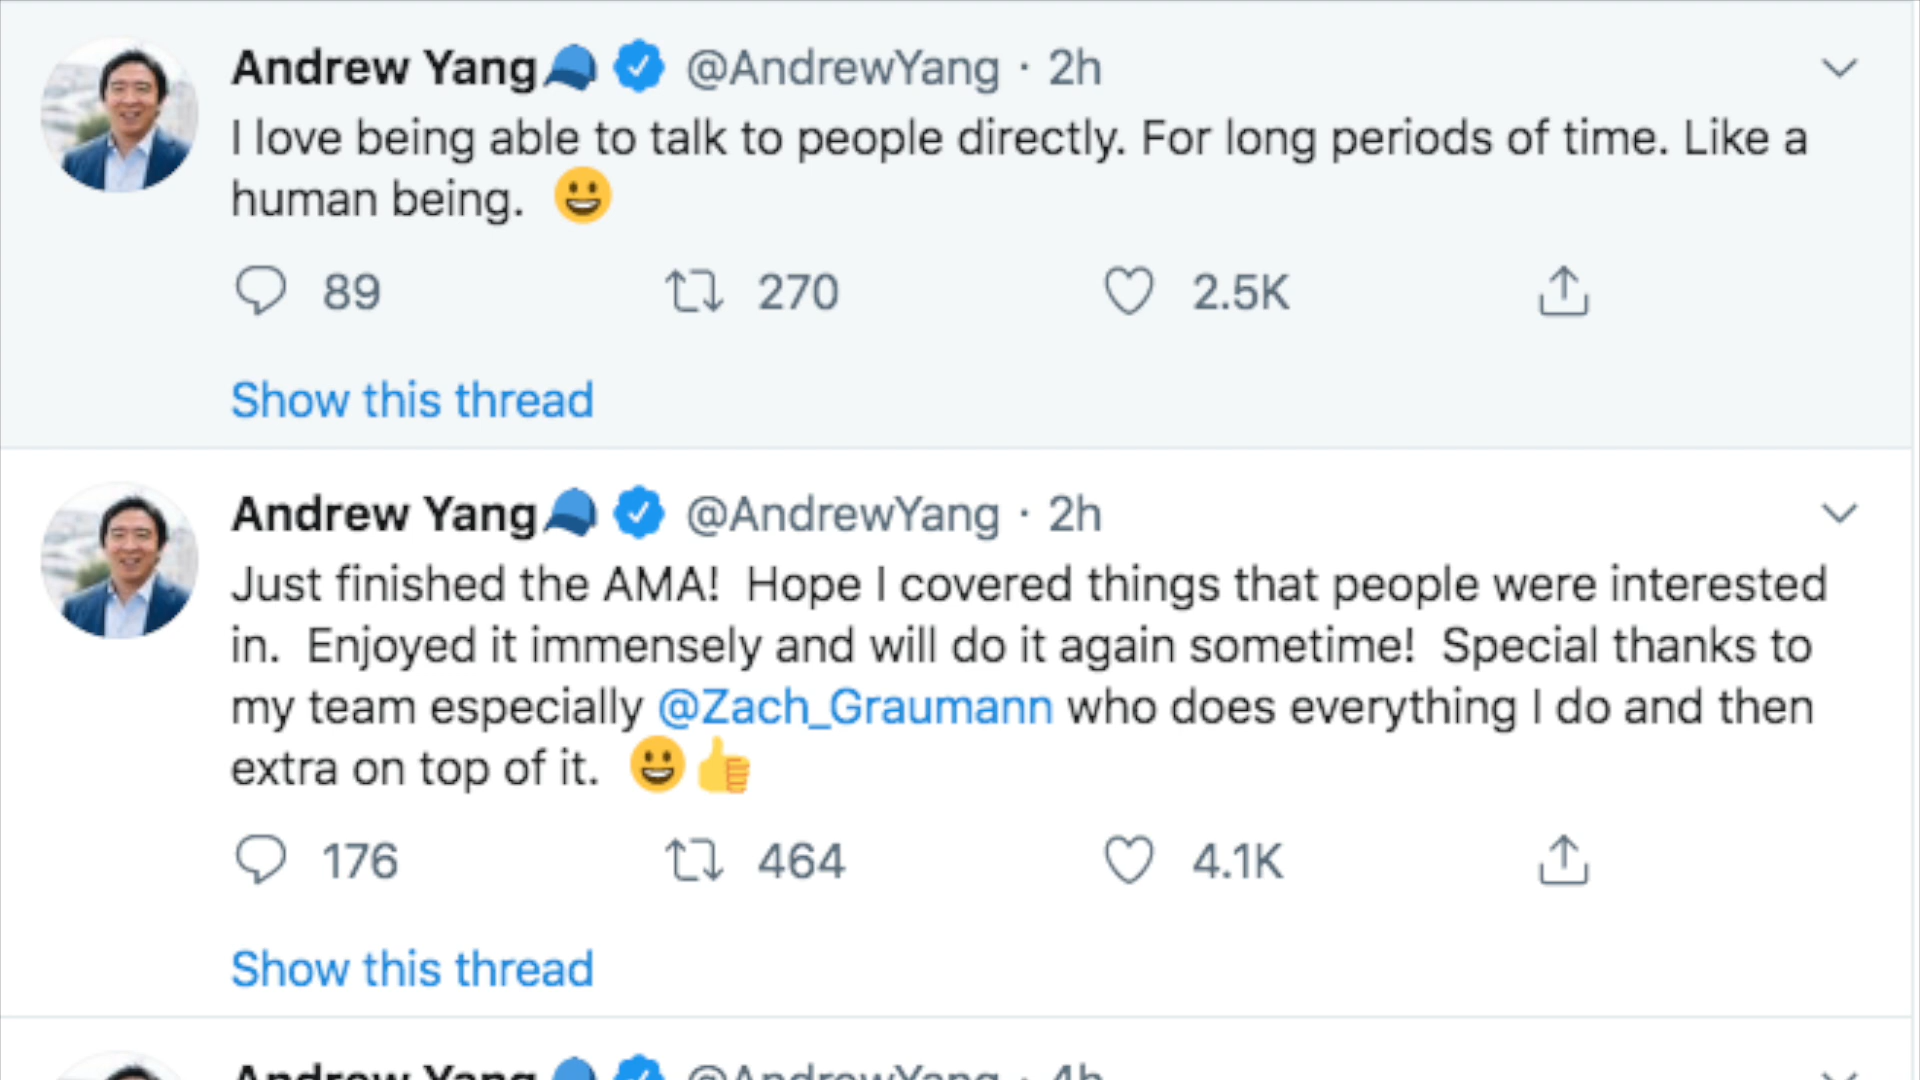 Andrew Yang🧢 @AndrewYang · 2h
I love being able to talk to people directly. For long periods of time. Like a
human being. 😀
89 270 2.5K
Show this thread
Andrew Yang🧢 @AndrewYang · 2h
Just finished the AMA! Hope I covered things that people were interested
in. Enjoyed it immensely and will do it again sometime! Special thanks to
my team especially @Zach_Graumann who does everything I do and then
extra on top of it. 😀👍
176 464 4.1K
Show this thread
Andrew Yang🧢 @AndrewYang · 4h